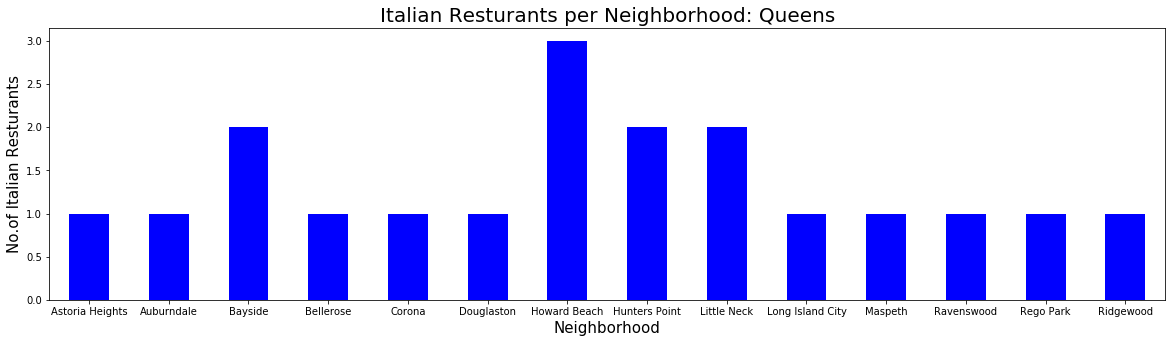 Italian Resturants per Neighborhood: Queens
No.of Italian Resturants
3.0
2.5
2.0
1.5
1.0
0.5
0.0
Astoria Heights Auburndale Bayside Bellerose Corona Douglaston Howard Beach Hunters Point Little Neck Long Island City Maspeth Ravenswood Rego Park Ridgewood
Neighborhood